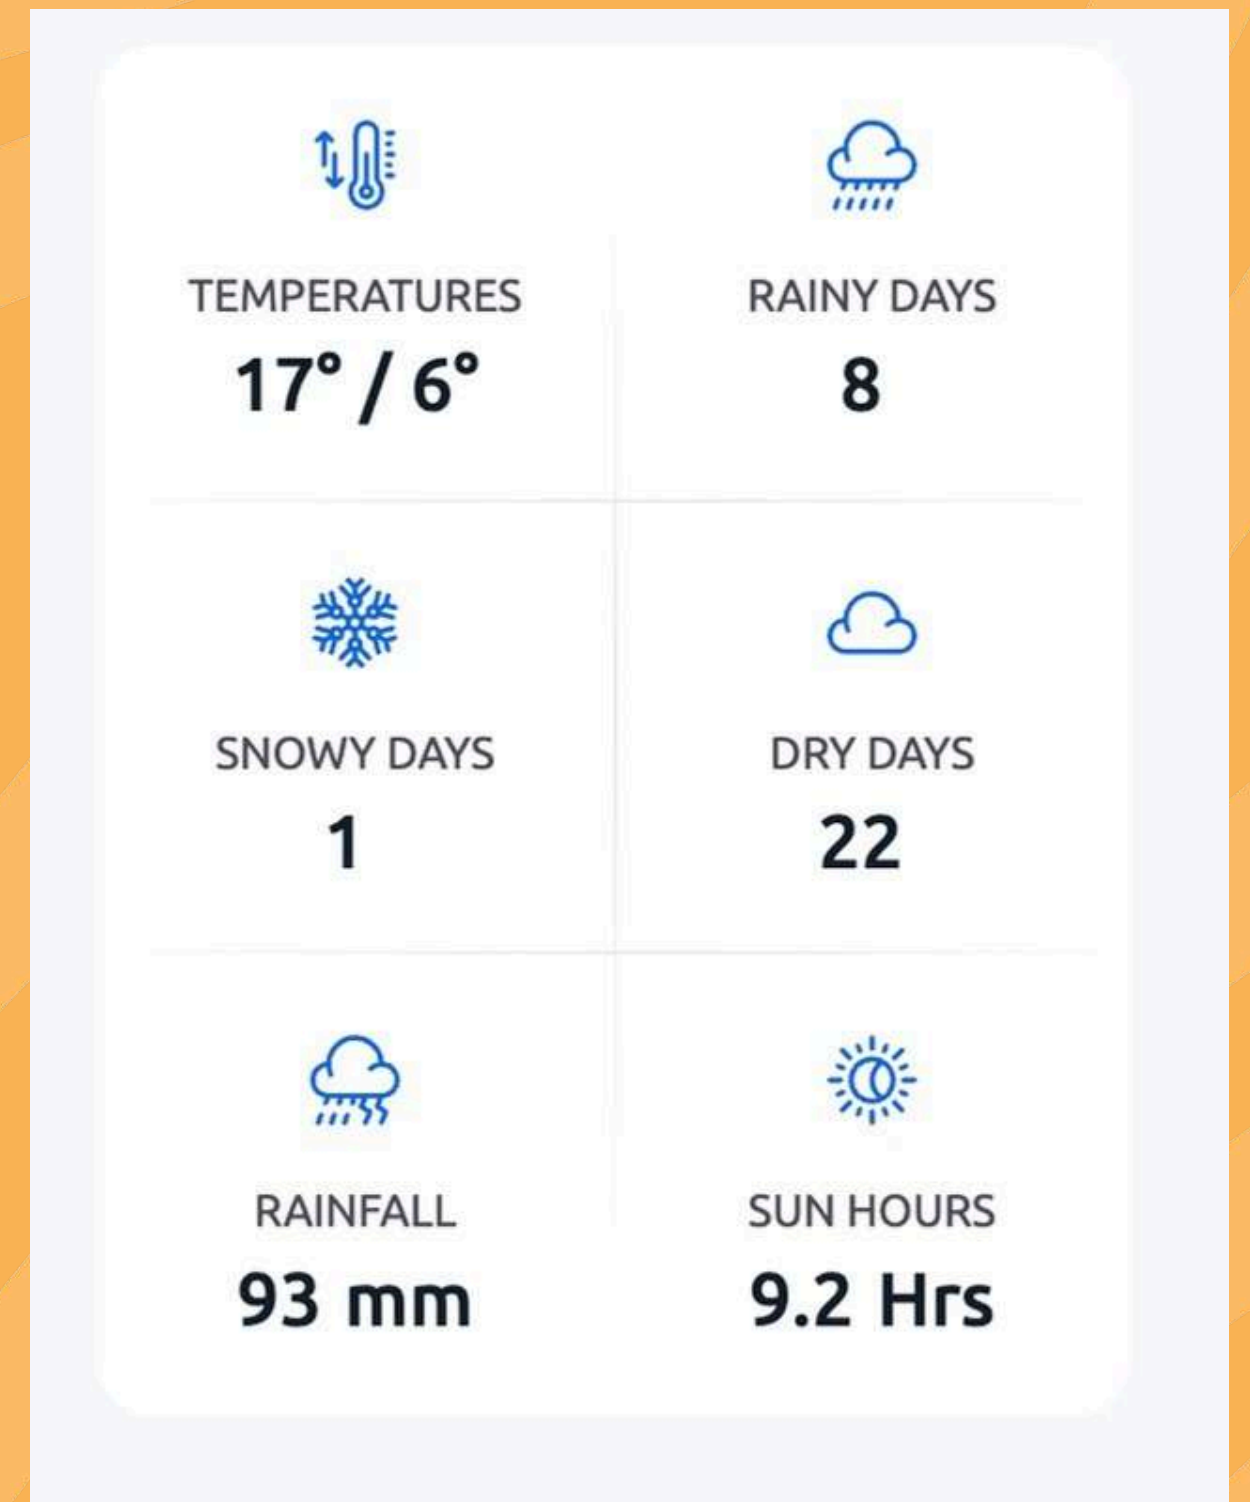 TEMPERATURES
17° / 6°
RAINY DAYS
8
SNOWY DAYS
1
DRY DAYS
22
RAINFALL
93 mm
SUN HOURS
9.2 Hrs